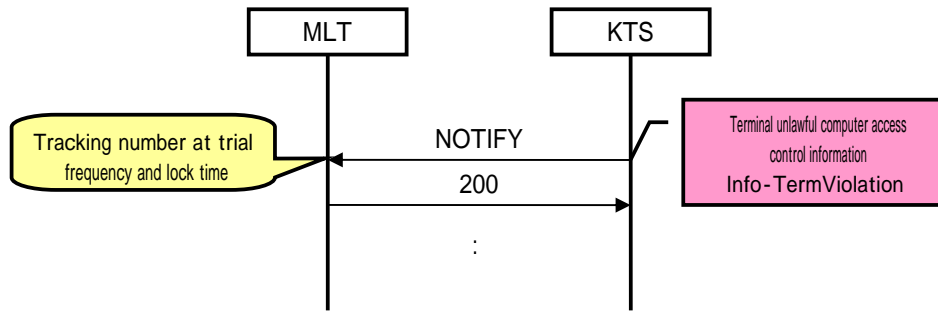 MLT
KTS
Tracking number at trial
frequency and lock time
NOTIFY
Terminal unlawful computer access
control information
Info-TermViolation
200
: